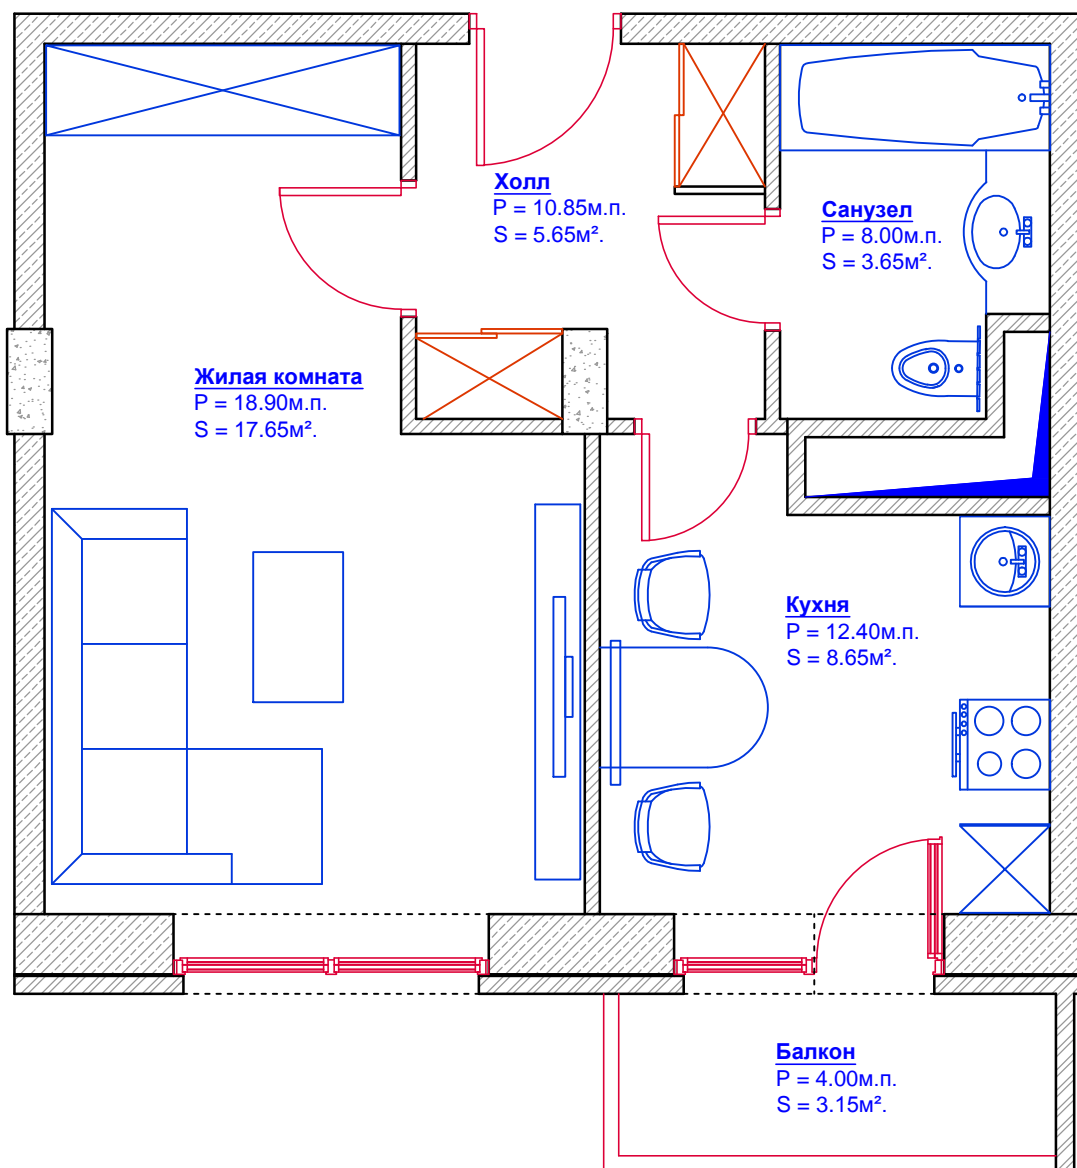 Холл
P = 10.85м.п.
S = 5.65м².
Санузел
P = 8.00м.п.
S = 3.65м².
Жилая комната
P = 18.90м.п.
S = 17.65м².
Кухня
P = 12.40м.п.
S = 8.65м².
Балкон
P = 4.00м.п.
S = 3.15м².